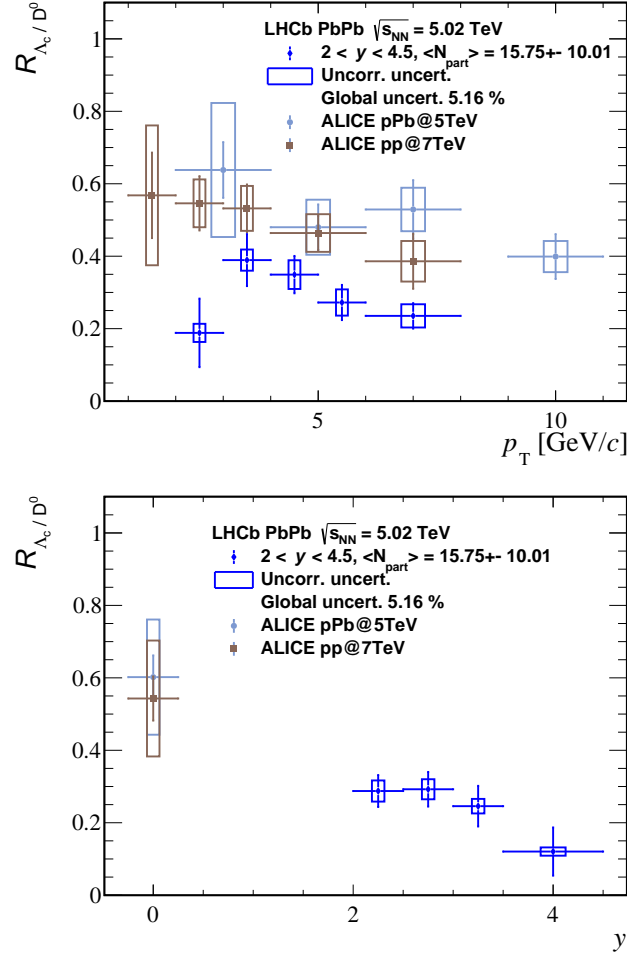 R Λc / D0
LHCb PbPb √sNN = 5.02 TeV
2 < y < 4.5, <Npart> = 15.75+- 10.01
Uncorr. uncert.
Global uncert. 5.16 %
ALICE pPb@5TeV
ALICE pp@7TeV
1
0.8
0.6
0.4
0.2
0
5
10
pT [GeV/c]
R Λc / D0
LHCb PbPb √sNN = 5.02 TeV
2 < y < 4.5, <Npart> = 15.75+- 10.01
Uncorr. uncert.
Global uncert. 5.16 %
ALICE pPb@5TeV
ALICE pp@7TeV
1
0.8
0.6
0.4
0.2
0
0
2
4
y